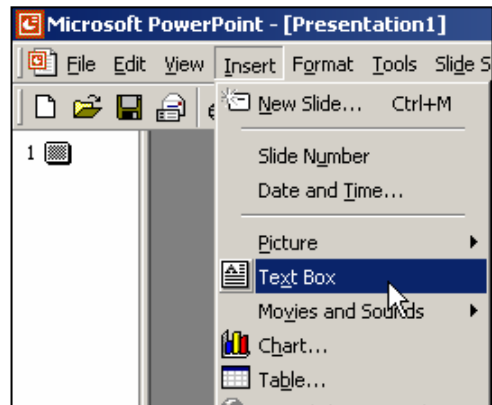 Microsoft PowerPoint - [Presentation1]
File Edit View Insert Format Tools Slide S
New Slide... Ctrl+M
1
Slide Number
Date and Time...
Picture
Text Box
Movies and Sounds
Chart...
Table...